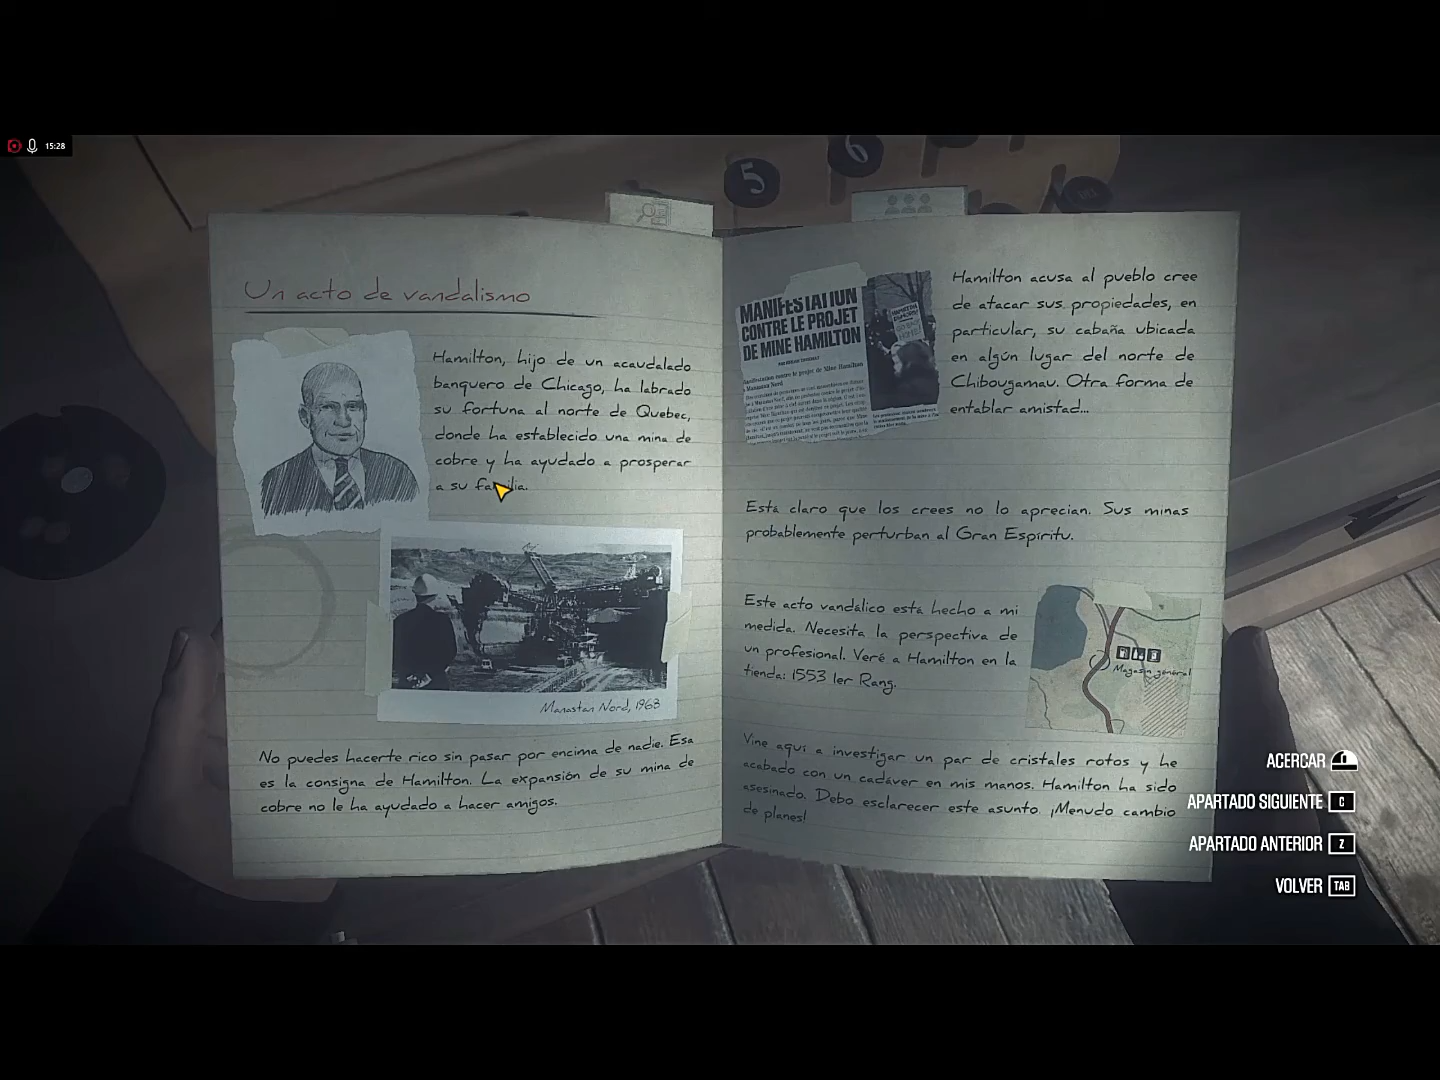 15:28
5
6
Un acto de vandalismo
Hamilton, hijo de un acaudalado
banquero de Chicago, ha labrado
su fortuna al norte de Quebec,
donde ha establecido una mina de
cobre y ha ayudado a prosperar
a su familia.
Manastan Nord, 1963
No puedes hacerte rico sin pasar por encima de nadie. Esa
es la consigna de Hamilton. La expansión de su mina de
cobre no le ha ayudado a hacer amigos.
MANIFESTATION
CONTRE LE PROJET
DE MINE HAMILTON
Hamilton acusa al pueblo cree
de atacar sus propiedades, en
particular, su cabaña ubicada
en algún lugar del norte de
Chibougamau. Otra forma de
entablar amistad...
Está claro que los crees no lo aprecian. Sus minas
probablemente perturban al Gran Espíritu.
Este acto vandálico está hecho a mi
medida. Necesita la perspectiva de
un profesional. Veré a Hamilton en la
tienda: 1553 1er Rang.
Magasin général
Vine aquí a investigar un par de cristales rotos y he
acabado con un cadáver en mis manos. Hamilton ha sido
asesinado. Debo esclarecer este asunto. ¡Menudo cambio
de planes!
ACERCAR
APARTADO SIGUIENTE C
APARTADO ANTERIOR Z
VOLVER TAB